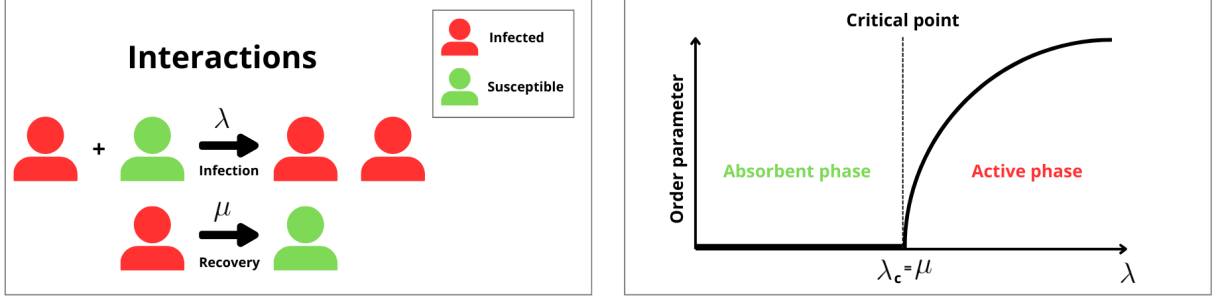 Interactions
Infected
Susceptible
+
λ
Infection
μ
Recovery
Critical point
Order parameter
Absorbent phase
Active phase
λc = μ
λ